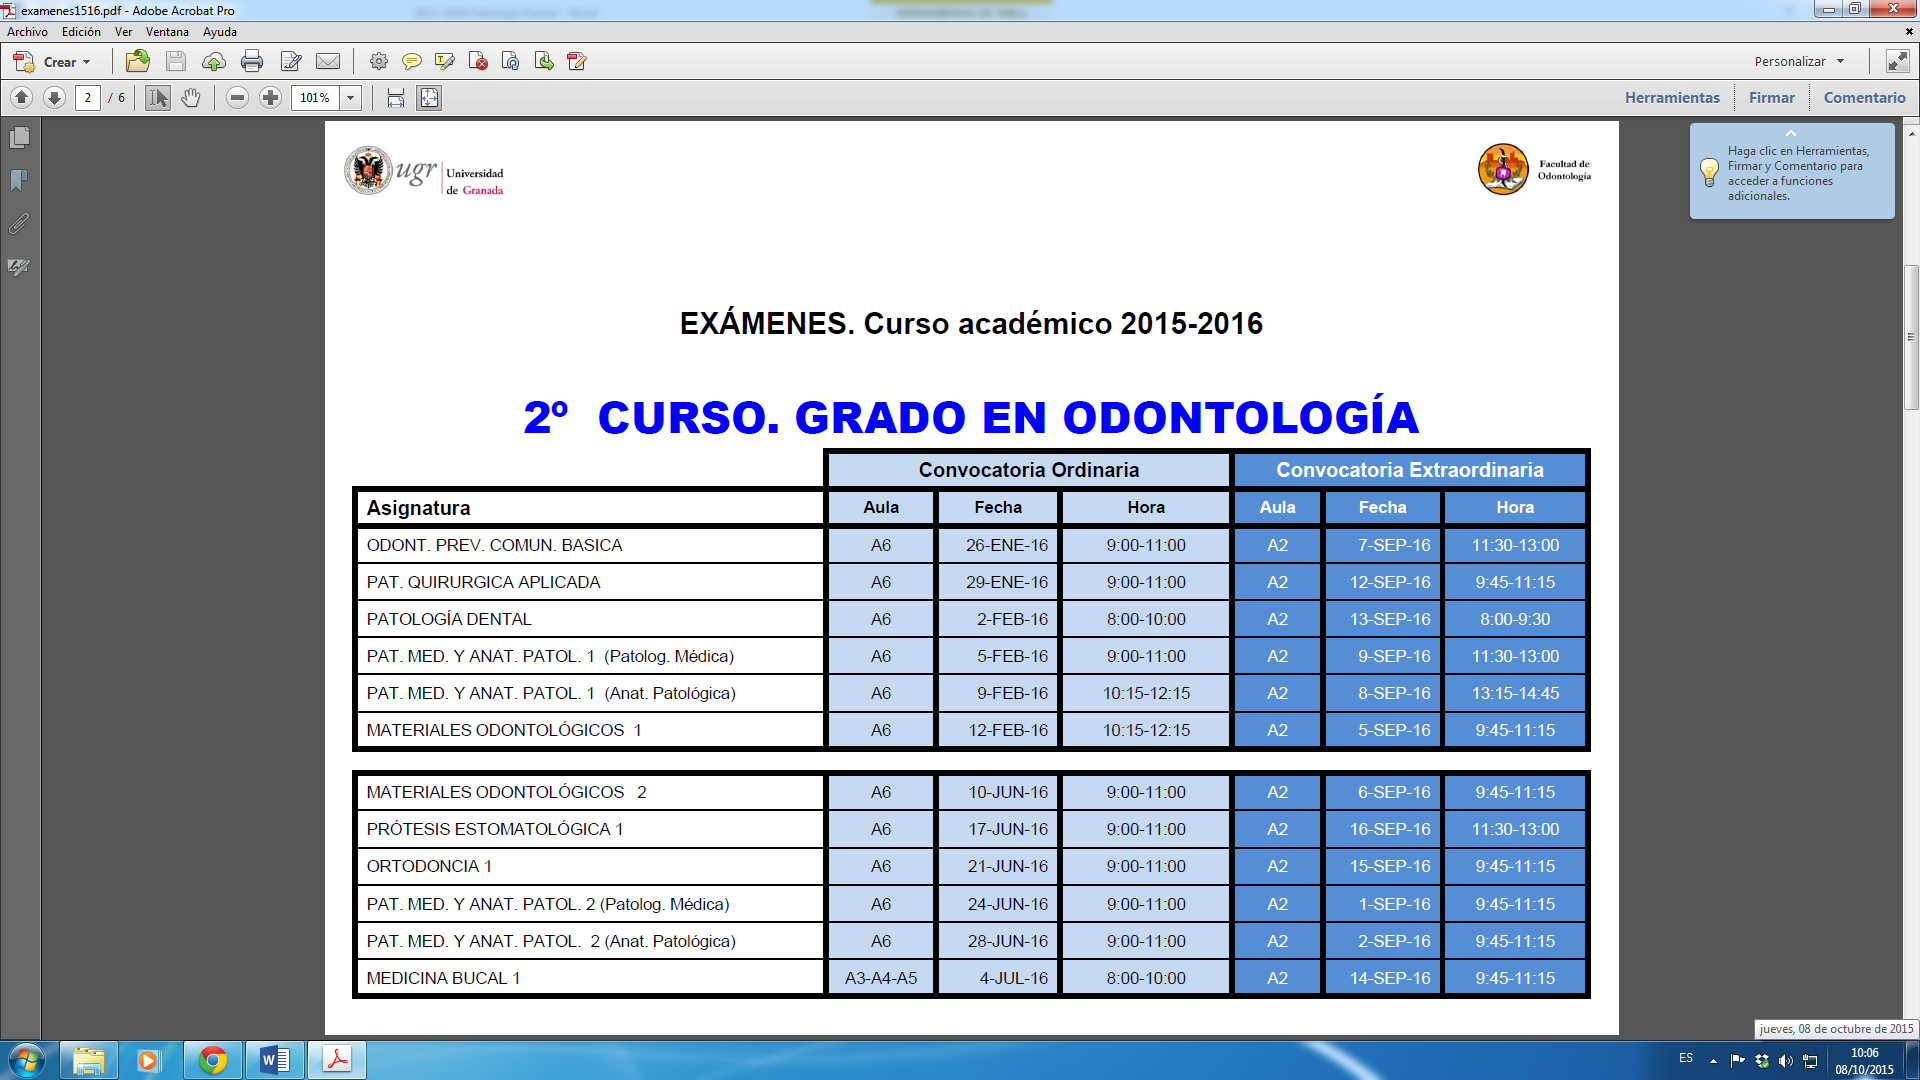 examenes1516.pdf - Adobe Acrobat Pro
Archivo Edición Ver Ventana Ayuda
Crear Personalizar
2 / 6 101% Herramientas Firmar Comentario
Haga clic en Herramientas,
Firmar y Comentario para
acceder a funciones
adicionales.
ugr Universidad
de Granada
Facultad de
Odontología
EXÁMENES. Curso académico 2015-2016
2º CURSO. GRADO EN ODONTOLOGÍA
Convocatoria Ordinaria Convocatoria Extraordinaria
Asignatura Aula Fecha Hora Aula Fecha Hora
ODONT. PREV. COMUN. BASICA A6 26-ENE-16 9:00-11:00 A2 7-SEP-16 11:30-13:00
PAT. QUIRURGICA APLICADA A6 29-ENE-16 9:00-11:00 A2 12-SEP-16 9:45-11:15
PATOLOGÍA DENTAL A6 2-FEB-16 8:00-10:00 A2 13-SEP-16 8:00-9:30
PAT. MED. Y ANAT. PATOL. 1 (Patolog. Médica) A6 5-FEB-16 9:00-11:00 A2 9-SEP-16 11:30-13:00
PAT. MED. Y ANAT. PATOL. 1 (Anat. Patológica) A6 9-FEB-16 10:15-12:15 A2 8-SEP-16 13:15-14:45
MATERIALES ODONTOLÓGICOS 1 A6 12-FEB-16 10:15-12:15 A2 5-SEP-16 9:45-11:15
MATERIALES ODONTOLÓGICOS 2 A6 10-JUN-16 9:00-11:00 A2 6-SEP-16 9:45-11:15
PRÓTESIS ESTOMATOLÓGICA 1 A6 17-JUN-16 9:00-11:00 A2 16-SEP-16 11:30-13:00
ORTODONCIA 1 A6 21-JUN-16 9:00-11:00 A2 15-SEP-16 9:45-11:15
PAT. MED. Y ANAT. PATOL. 2 (Patolog. Médica) A6 24-JUN-16 9:00-11:00 A2 1-SEP-16 9:45-11:15
PAT. MED. Y ANAT. PATOL. 2 (Anat. Patológica) A6 28-JUN-16 9:00-11:00 A2 2-SEP-16 9:45-11:15
MEDICINA BUCAL 1 A3-A4-A5 4-JUL-16 8:00-10:00 A2 14-SEP-16 9:45-11:15
jueves, 08 de octubre de 2015
ES 10:06
08/10/2015